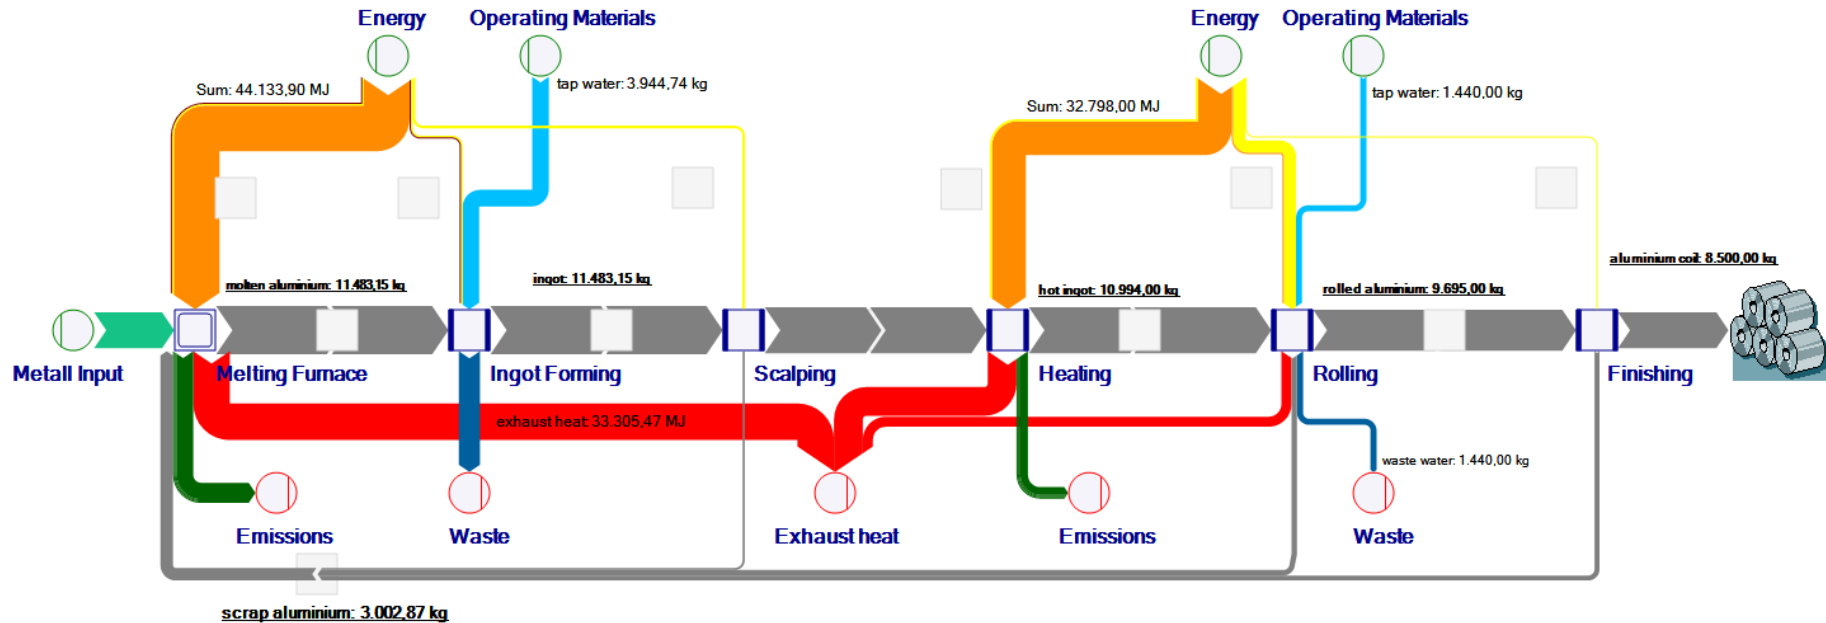 Energy
Operating Materials
Energy
Operating Materials
Sum: 44.133,90 MJ
tap water: 3.944,74 kg
Sum: 32.798,00 MJ
tap water: 1.440,00 kg
aluminium coil: 8.500,00 kg
molten aluminium: 11.483,15 kg
ingot: 11.483,15 kg
hot ingot: 10.994,00 kg
rolled aluminium: 9.695,00 kg
Metall Input
Melting Furnace
Ingot Forming
Scalping
Heating
Rolling
Finishing
exhaust heat: 33.305,47 MJ
waste water: 1.440,00 kg
Emissions
Waste
Exhaust heat
Emissions
Waste
scrap aluminium: 3.002,87 kg